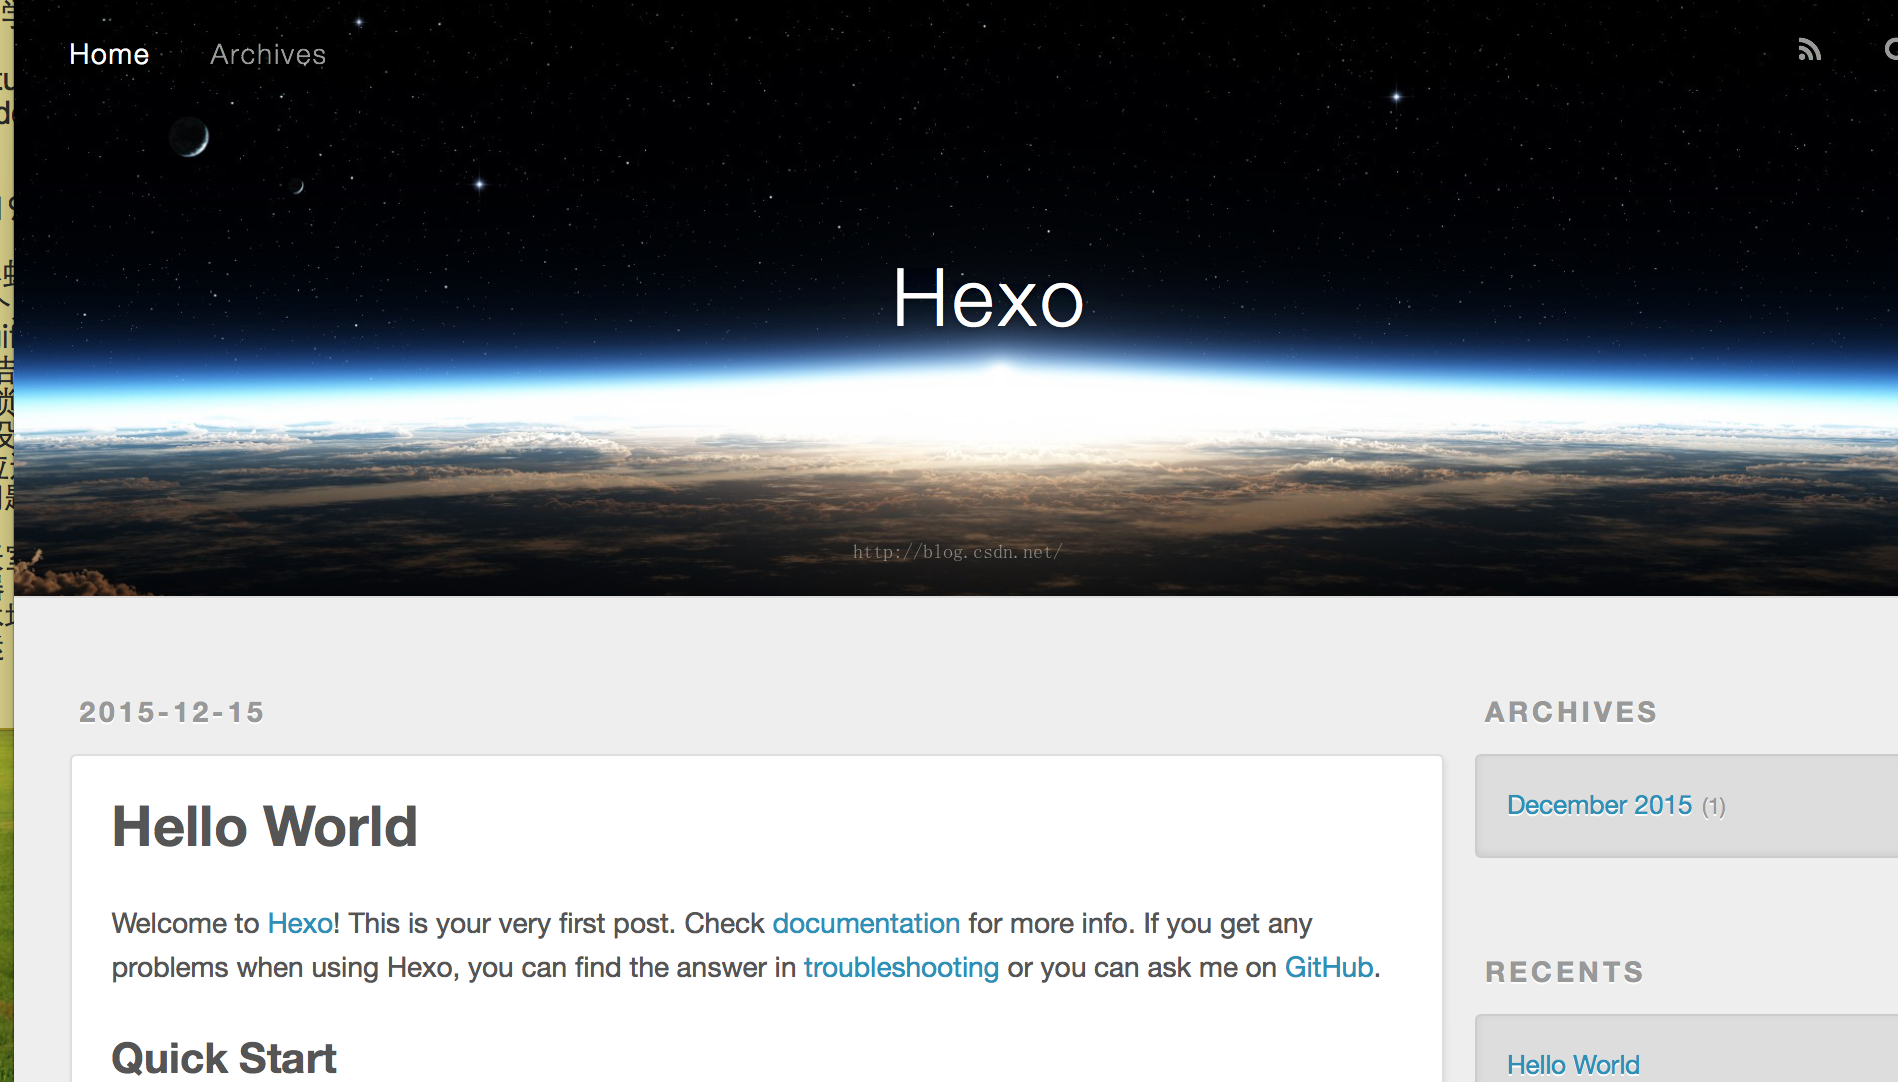 Home
Archives
Hexo
http://blog.csdn.net/
2015-12-15
Hello World
Welcome to Hexo! This is your very first post. Check documentation for more info. If you get any
problems when using Hexo, you can find the answer in troubleshooting or you can ask me on GitHub.
Quick Start
ARCHIVES
December 2015 (1)
RECENTS
Hello World